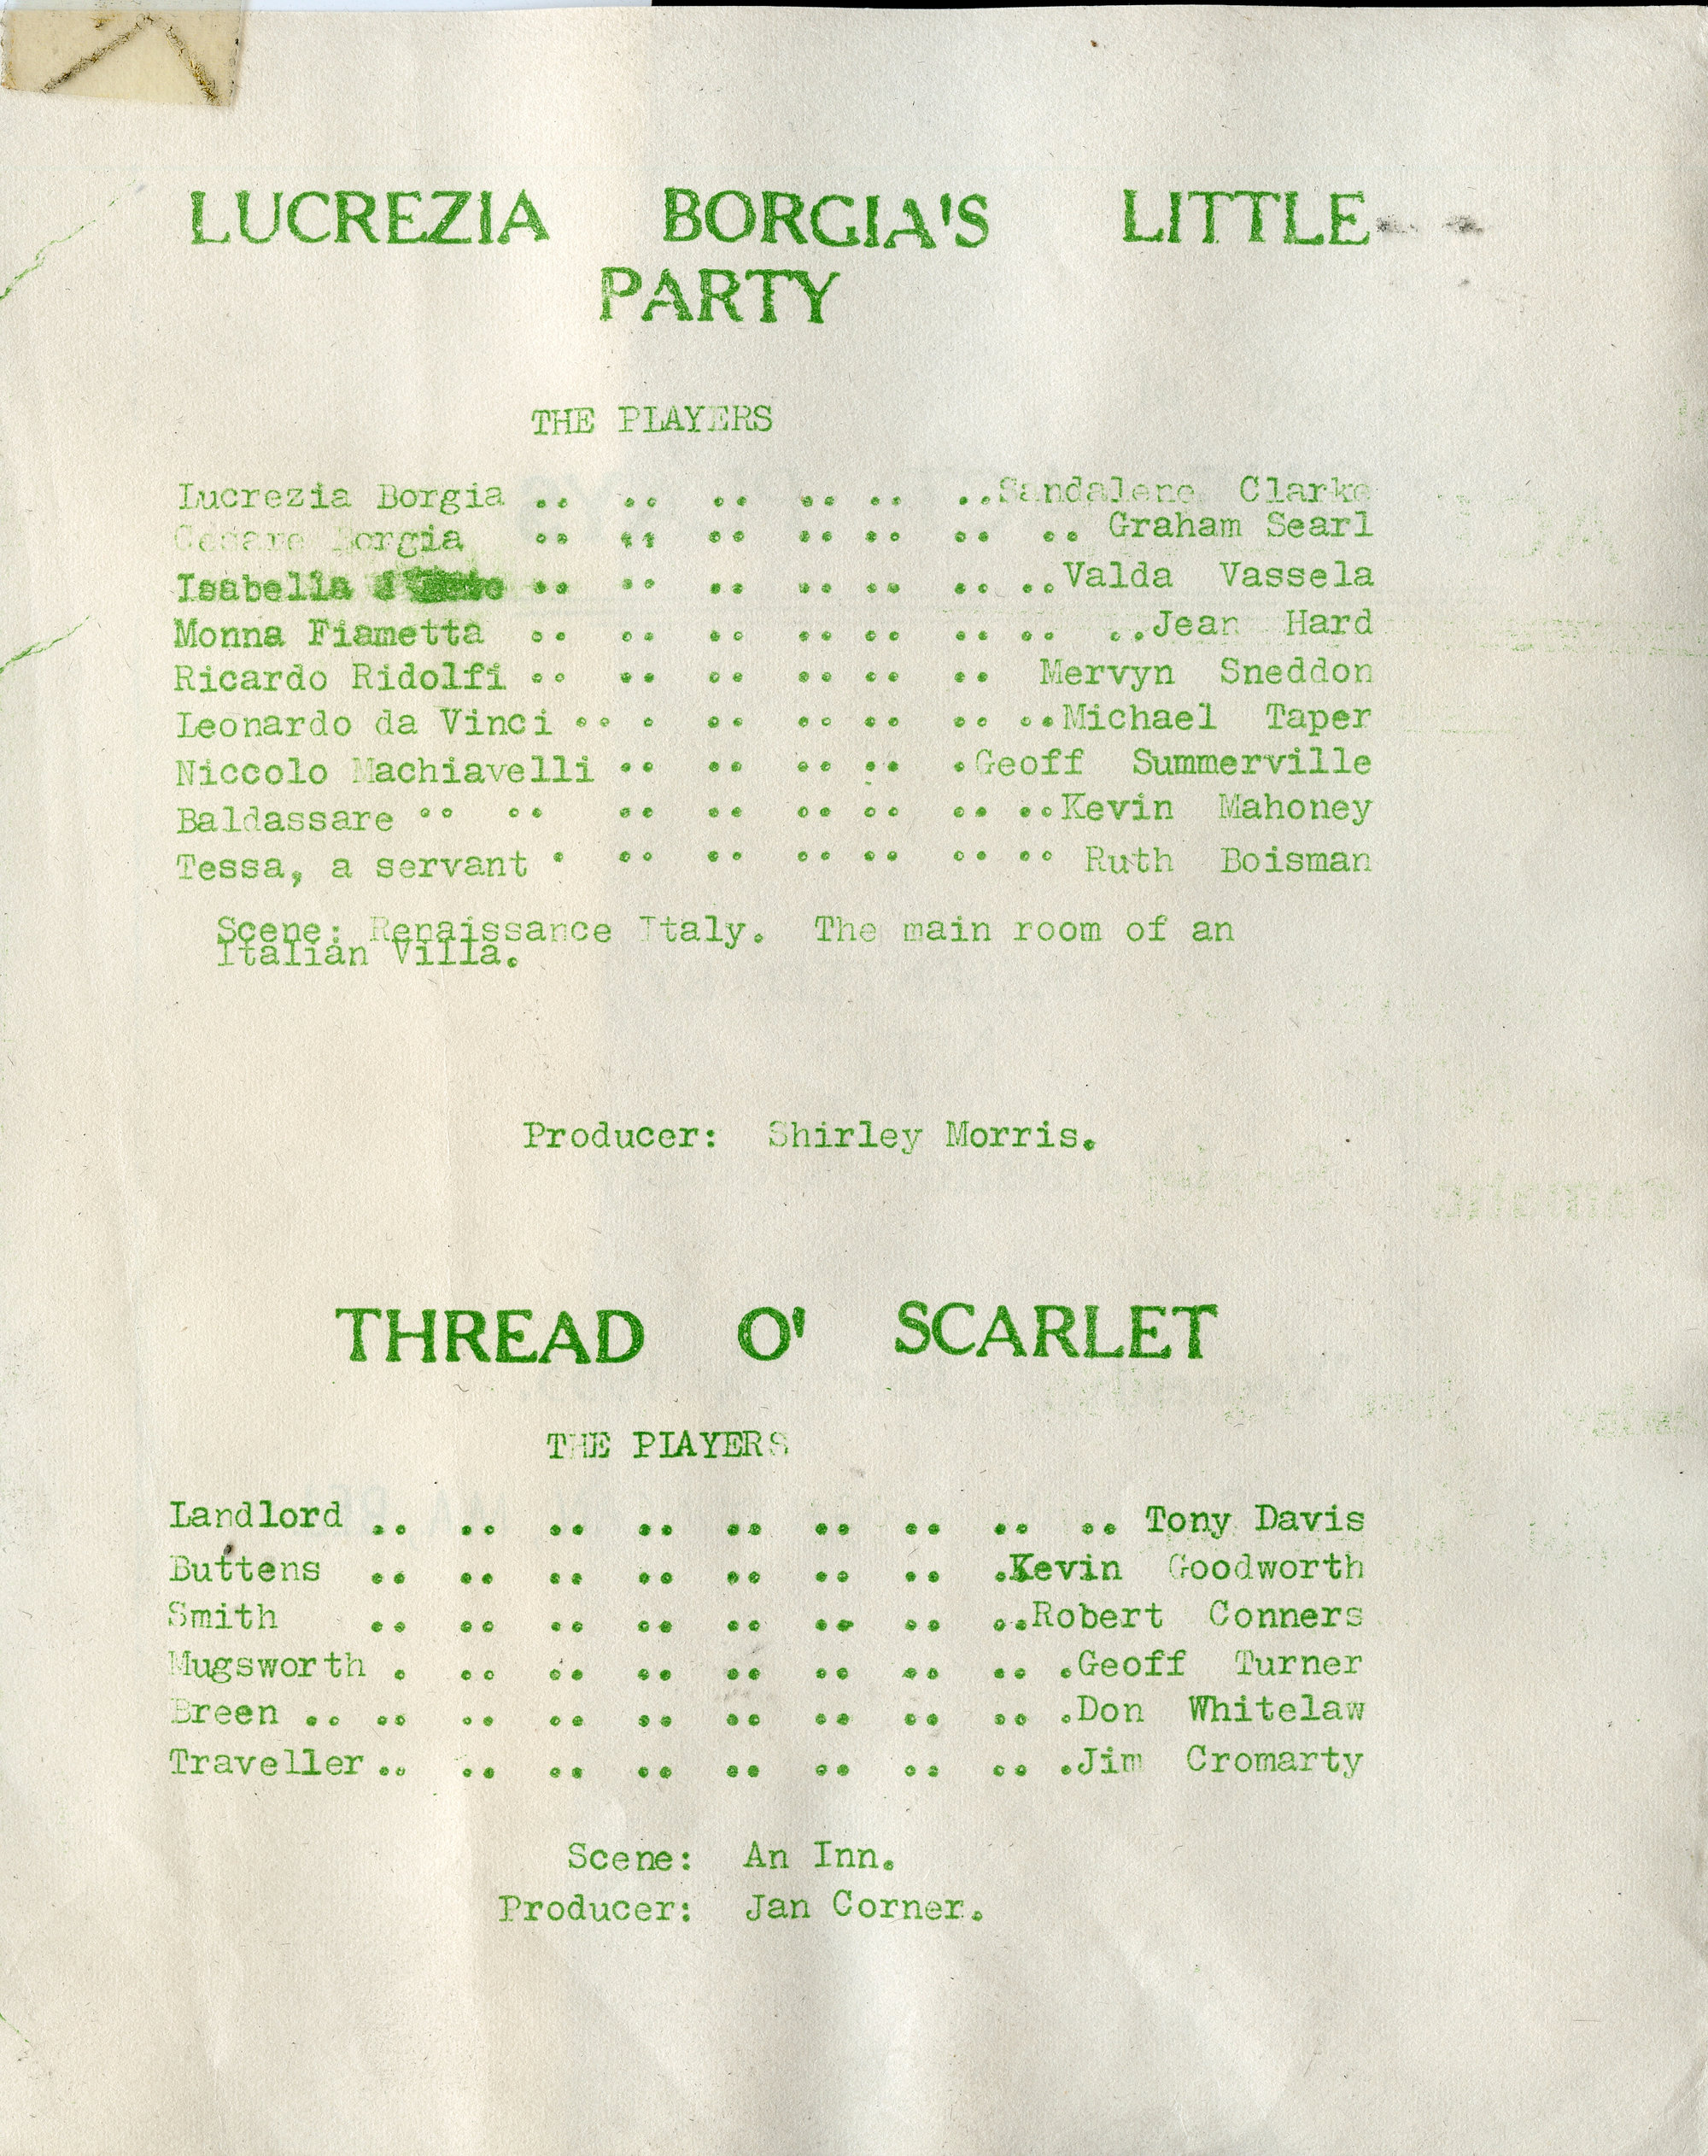 LUCREZIA BORGIA'S LITTLE
PARTY
THE PLAYERS
Lucrezia Borgia .. .. .. .. .. ..Sandalene Clarke
Cesare Borgia .. .. .. .. .. .. .. Graham Searl
Isabella .. .. .. .. .. .. ..Valda Vassela
Monna Fiametta .. .. .. .. .. .. .. ..Jean Hard
Ricardo Ridolfi .. .. .. .. .. .. Mervyn Sneddon
Leonardo da Vinci .. . .. .. .. .. ..Michael Taper
Niccolo Machiavelli .. .. .. .. .Geoff Summerville
Baldassare .. .. .. .. .. .. .. ..Kevin Mahoney
Tessa, a servant . .. .. .. .. .. .. Ruth Boisman
Scene: Renaissance Italy. The main room of an
Italian Villa.
Producer: Shirley Morris.
THREAD O' SCARLET
THE PLAYERS
Landlord .. .. .. .. .. .. .. .. .. Tony Davis
Buttens .. .. .. .. .. .. .. .Kevin Goodworth
Smith .. .. .. .. .. .. .. ..Robert Conners
Mugsworth . .. .. .. .. .. .. .. .Geoff Turner
Breen .. .. .. .. .. .. .. .. .. .Don Whitelaw
Traveller.. .. .. .. .. .. .. .. .Jim Cromarty
Scene: An Inn.
Producer: Jan Corner.